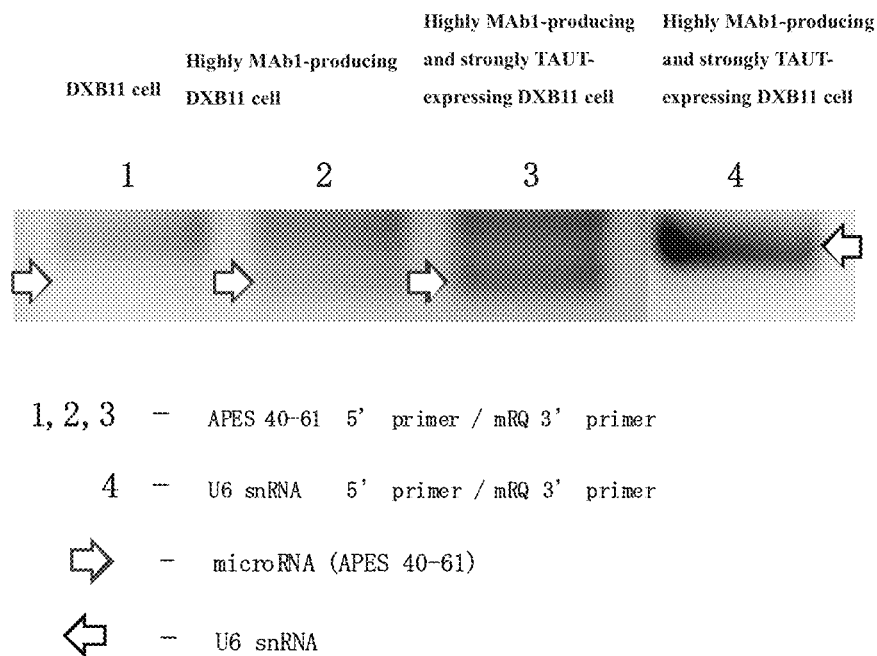 DXB11 cell
Highly MAb1-producing
DXB11 cell
Highly MAb1-producing
and strongly TAUT-
expressing DXB11 cell
Highly MAb1-producing
and strongly TAUT-
expressing DXB11 cell
1 2 3 4
1, 2, 3 — APES 40-61 5' primer / mRQ 3' primer
4 — U6 snRNA 5' primer / mRQ 3' primer
— microRNA (APES 40-61)
— U6 snRNA